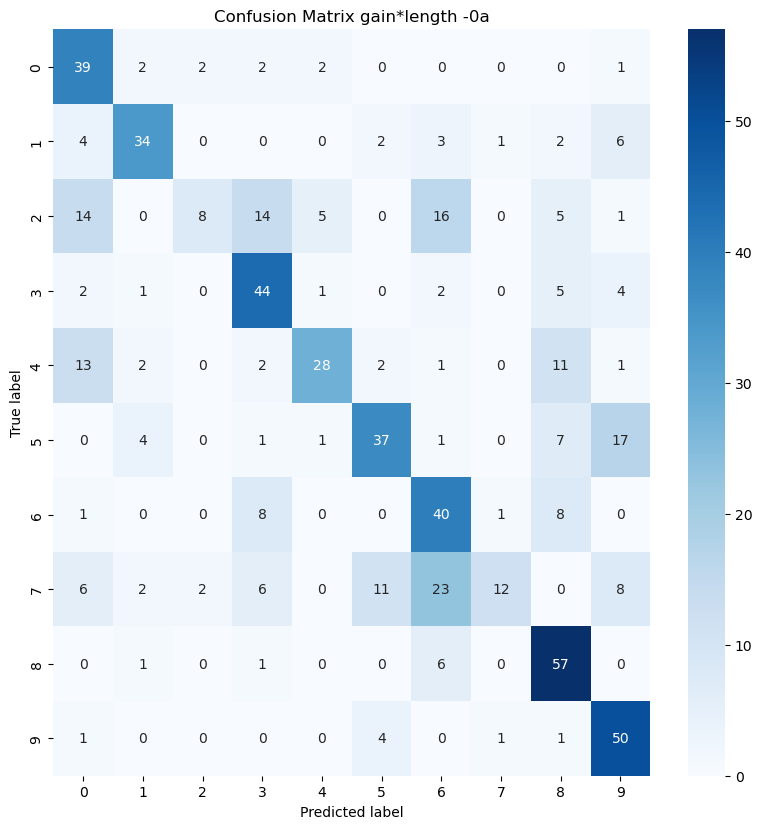 Confusion Matrix gain*length -0a
0 39 2 2 2 2 0 0 0 0 1
1 4 34 0 0 0 2 3 1 2 6
2 14 0 8 14 5 0 16 0 5 1
3 2 1 0 44 1 0 2 0 5 4
4 13 2 0 2 28 2 1 0 11 1
5 0 4 0 1 1 37 1 0 7 17
6 1 0 0 8 0 0 40 1 8 0
7 6 2 2 6 0 11 23 12 0 8
8 0 1 0 1 0 0 6 0 57 0
9 1 0 0 0 0 4 0 1 1 50
0 1 2 3 4 5 6 7 8 9
Predicted label
True label
50
40
30
20
10
0